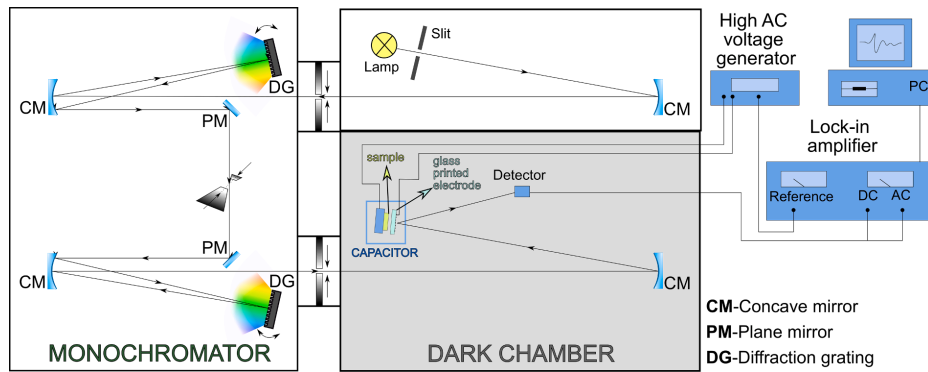 Slit
Lamp
DG
CM
PM
CM
High AC
voltage
generator
PC
Lock-in
amplifier
Reference
DC
AC
sample
glass
printed
electrode
Detector
CAPACITOR
PM
CM
DG
CM
MONOCHROMATOR
DARK CHAMBER
CM-Concave mirror
PM-Plane mirror
DG-Diffraction grating